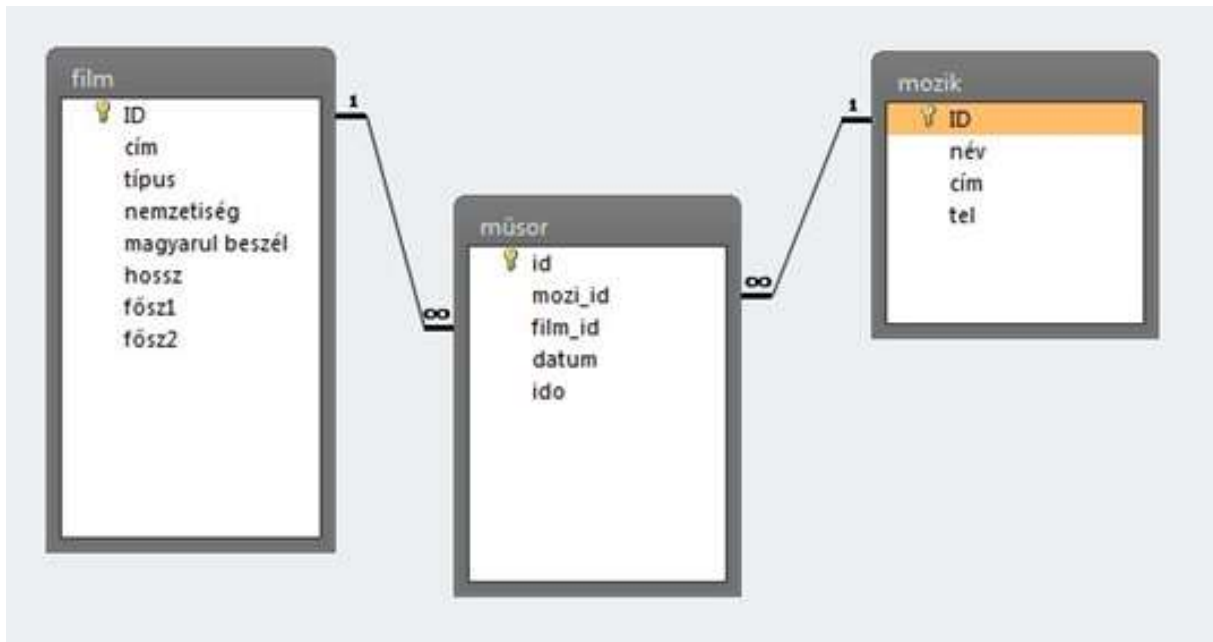 film
ID
cím
típus
nemzetiség
magyarul beszél
hossz
fősz1
fősz2
1
∞
műsor
id
mozi_id
film_id
datum
ido
∞
1
mozik
ID
név
cím
tel